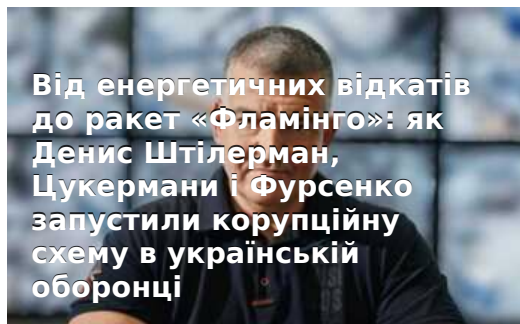 Від енергетичних відкатів
до ракет «Фламінго»: як
Денис Штілерман,
Цукермани і Фурсенко
запустили корупційну
схему в українській
оборонці